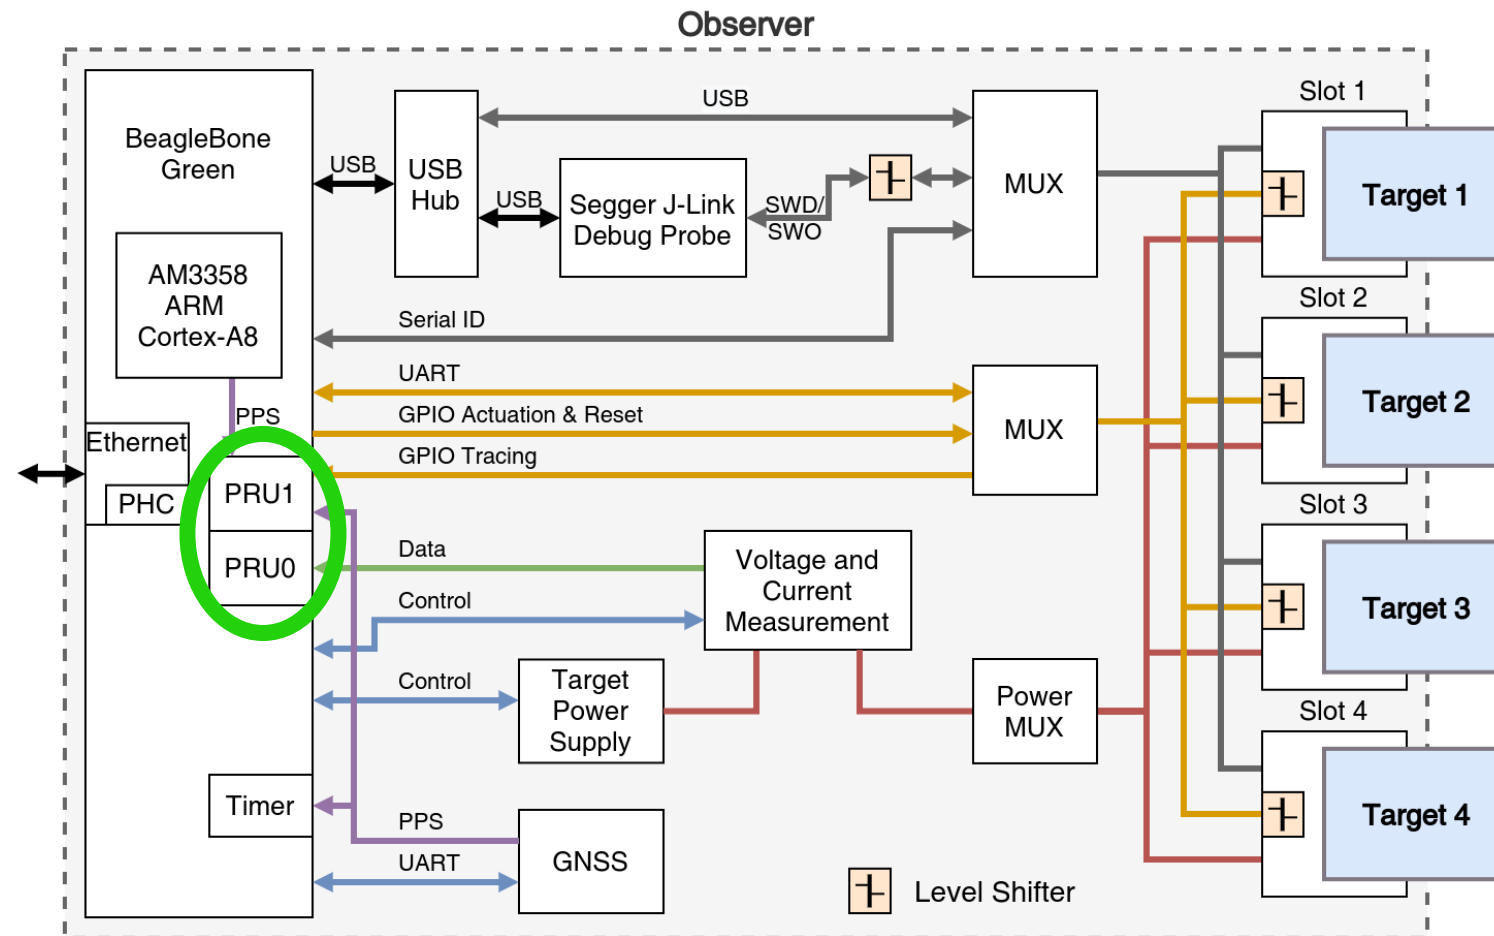 Observer
BeagleBone
Green
AM3358
ARM
Cortex-A8
PPS
Ethernet
PHC
PRU1
PRU0
Timer
USB
USB
Hub
USB
USB
Segger J-Link
Debug Probe
SWD/
SWO
MUX
Serial ID
UART
GPIO Actuation & Reset
GPIO Tracing
MUX
Data
Control
Voltage and
Current
Measurement
Control
Target
Power
Supply
Power
MUX
PPS
UART
GNSS
Level Shifter
Slot 1
Target 1
Slot 2
Target 2
Slot 3
Target 3
Slot 4
Target 4